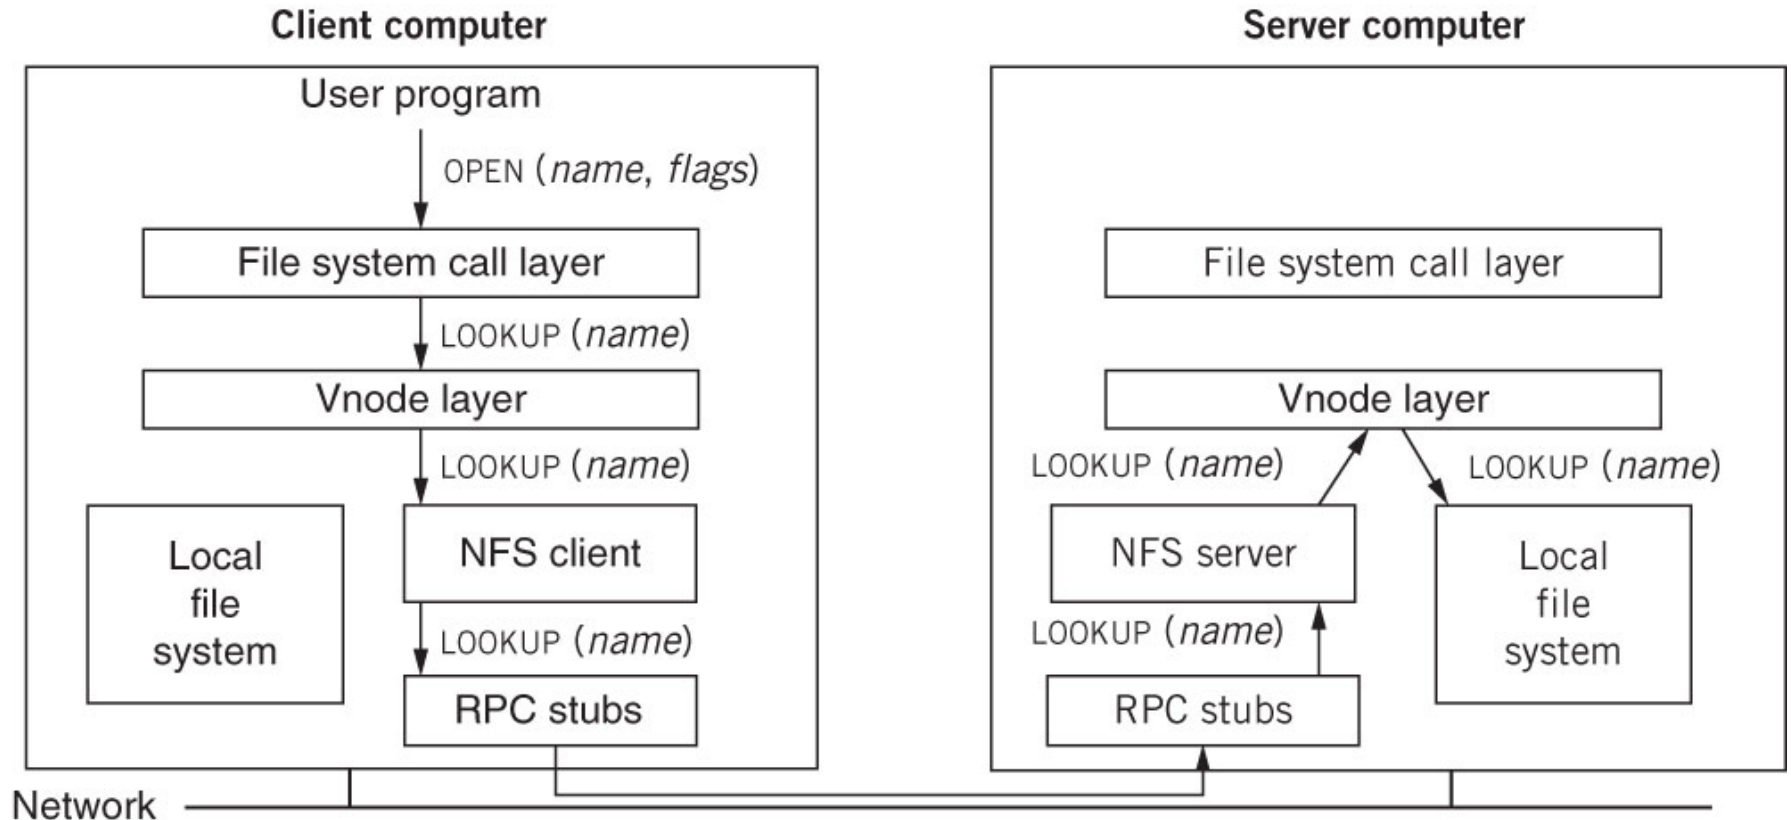 Client computer
User program
OPEN (name, flags)
File system call layer
LOOKUP (name)
Vnode layer
LOOKUP (name)
Local
file
system
NFS client
LOOKUP (name)
RPC stubs
Server computer
File system call layer
Vnode layer
LOOKUP (name)
LOOKUP (name)
NFS server
LOOKUP (name)
RPC stubs
Local
file
system
Network